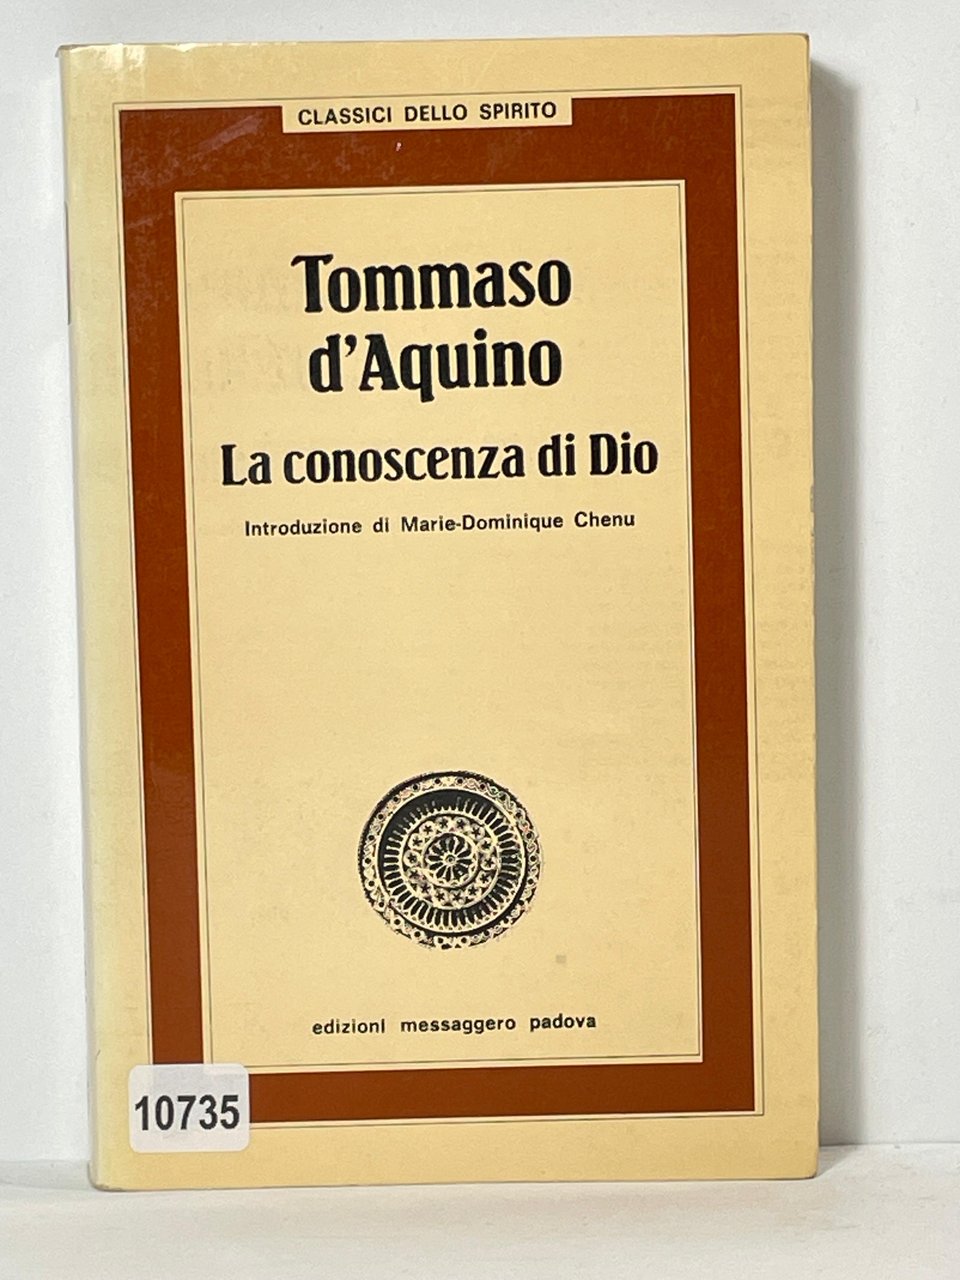 CLASSICI DELLO SPIRITO
Tommaso
d'Aquino
La conoscenza di Dio
Introduzione di Marie-Dominique Chenu
edizioni messaggero padova
10735